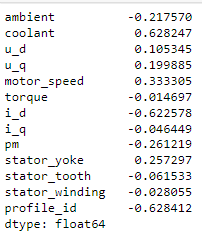 ambient -0.217570
coolant 0.628247
u_d 0.105345
u_q 0.199885
motor_speed 0.333305
torque -0.014697
i_d -0.622578
i_q -0.046449
pm -0.261219
stator_yoke 0.257297
stator_tooth -0.061533
stator_winding -0.028055
profile_id -0.628412
dtype: float64